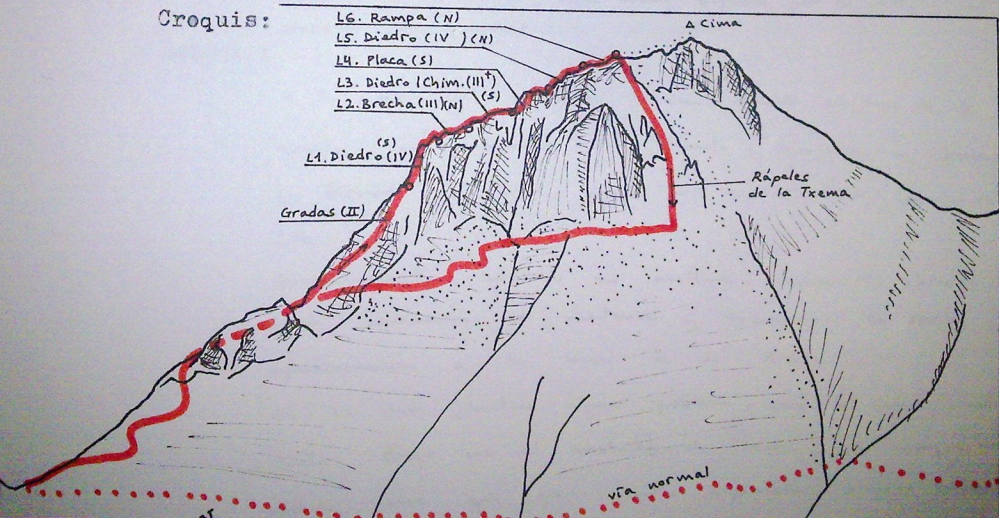 Croquis:
L6. Rampa (N)
L5. Diedro (IV ) (N)
L4. Placa (S)
L3. Diedro /Chim. (III+)
(S)
L2. Brecha (III)(N)
(S)
L1. Diedro (IV)
Gradas (II)
Δ Cima
Rápeles
de la Txema
vía normal